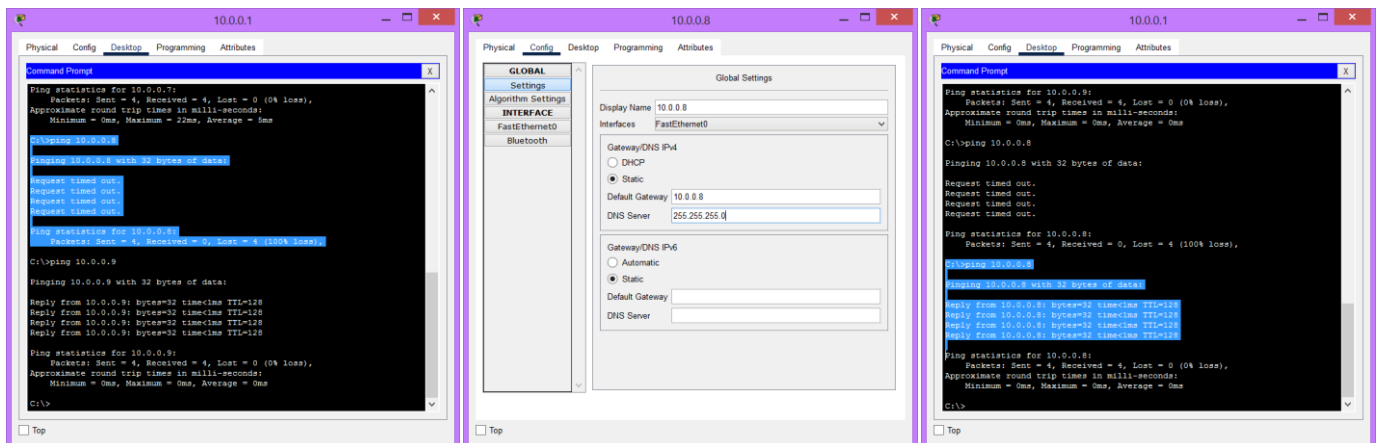 10.0.0.1
Physical Config Desktop Programming Attributes
Command Prompt X
Ping statistics for 10.0.0.7:
Packets: Sent = 4, Received = 4, Lost = 0 (0% loss),
Approximate round trip times in milli-seconds:
Minimum = 0ms, Maximum = 22ms, Average = 5ms
C:\>ping 10.0.0.8
Pinging 10.0.0.8 with 32 bytes of data:
Request timed out.
Request timed out.
Request timed out.
Request timed out.
Ping statistics for 10.0.0.8:
Packets: Sent = 4, Received = 0, Lost = 4 (100% loss),
C:\>ping 10.0.0.9
Pinging 10.0.0.9 with 32 bytes of data:
Reply from 10.0.0.9: bytes=32 time<1ms TTL=128
Reply from 10.0.0.9: bytes=32 time<1ms TTL=128
Reply from 10.0.0.9: bytes=32 time<1ms TTL=128
Reply from 10.0.0.9: bytes=32 time<1ms TTL=128
Ping statistics for 10.0.0.9:
Packets: Sent = 4, Received = 4, Lost = 0 (0% loss),
Approximate round trip times in milli-seconds:
Minimum = 0ms, Maximum = 0ms, Average = 0ms
C:\>
Top
10.0.0.8
Physical Config Desktop Programming Attributes
GLOBAL
Settings
Algorithm Settings
INTERFACE
FastEthernet0
Bluetooth
Global Settings
Display Name 10.0.0.8
Interfaces FastEthernet0
Gateway/DNS IPv4
DHCP
Static
Default Gateway 10.0.0.8
DNS Server 255.255.255.0
Gateway/DNS IPv6
Automatic
Static
Default Gateway
DNS Server
Top
10.0.0.1
Physical Config Desktop Programming Attributes
Command Prompt X
Ping statistics for 10.0.0.9:
Packets: Sent = 4, Received = 4, Lost = 0 (0% loss),
Approximate round trip times in milli-seconds:
Minimum = 0ms, Maximum = 0ms, Average = 0ms
C:\>ping 10.0.0.8
Pinging 10.0.0.8 with 32 bytes of data:
Request timed out.
Request timed out.
Request timed out.
Request timed out.
Ping statistics for 10.0.0.8:
Packets: Sent = 4, Received = 0, Lost = 4 (100% loss),
C:\>ping 10.0.0.8
Pinging 10.0.0.8 with 32 bytes of data:
Reply from 10.0.0.8: bytes=32 time<1ms TTL=128
Reply from 10.0.0.8: bytes=32 time<1ms TTL=128
Reply from 10.0.0.8: bytes=32 time<1ms TTL=128
Reply from 10.0.0.8: bytes=32 time<1ms TTL=128
Ping statistics for 10.0.0.8:
Packets: Sent = 4, Received = 4, Lost = 0 (0% loss),
Approximate round trip times in milli-seconds:
Minimum = 0ms, Maximum = 0ms, Average = 0ms
C:\>
Top